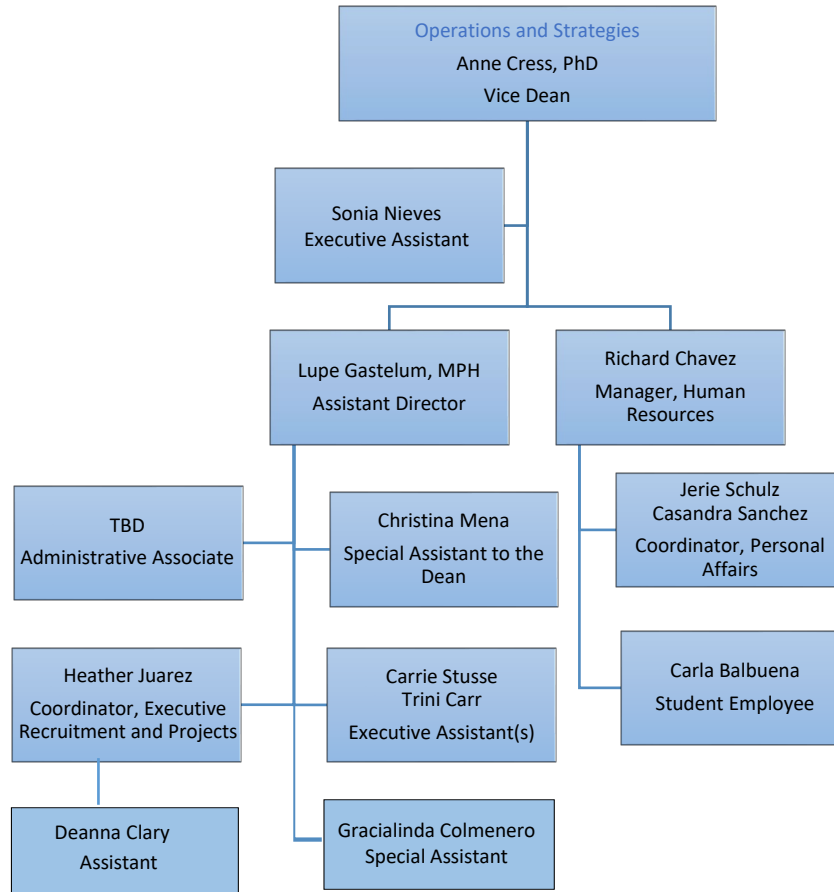 Operations and Strategies
Anne Cress, PhD
Vice Dean
Sonia Nieves
Executive Assistant
Lupe Gastelum, MPH
Assistant Director
Richard Chavez
Manager, Human
Resources
TBD
Administrative Associate
Christina Mena
Special Assistant to the
Dean
Jerie Schulz
Casandra Sanchez
Coordinator, Personal
Affairs
Heather Juarez
Coordinator, Executive
Recruitment and Projects
Carrie Stusse
Trini Carr
Executive Assistant(s)
Carla Balbuena
Student Employee
Deanna Clary
Assistant
Gracialinda Colmenero
Special Assistant